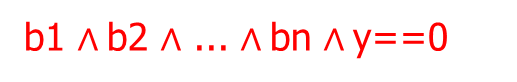 b1 ∧ b2 ∧ ... ∧ bn ∧ y==0